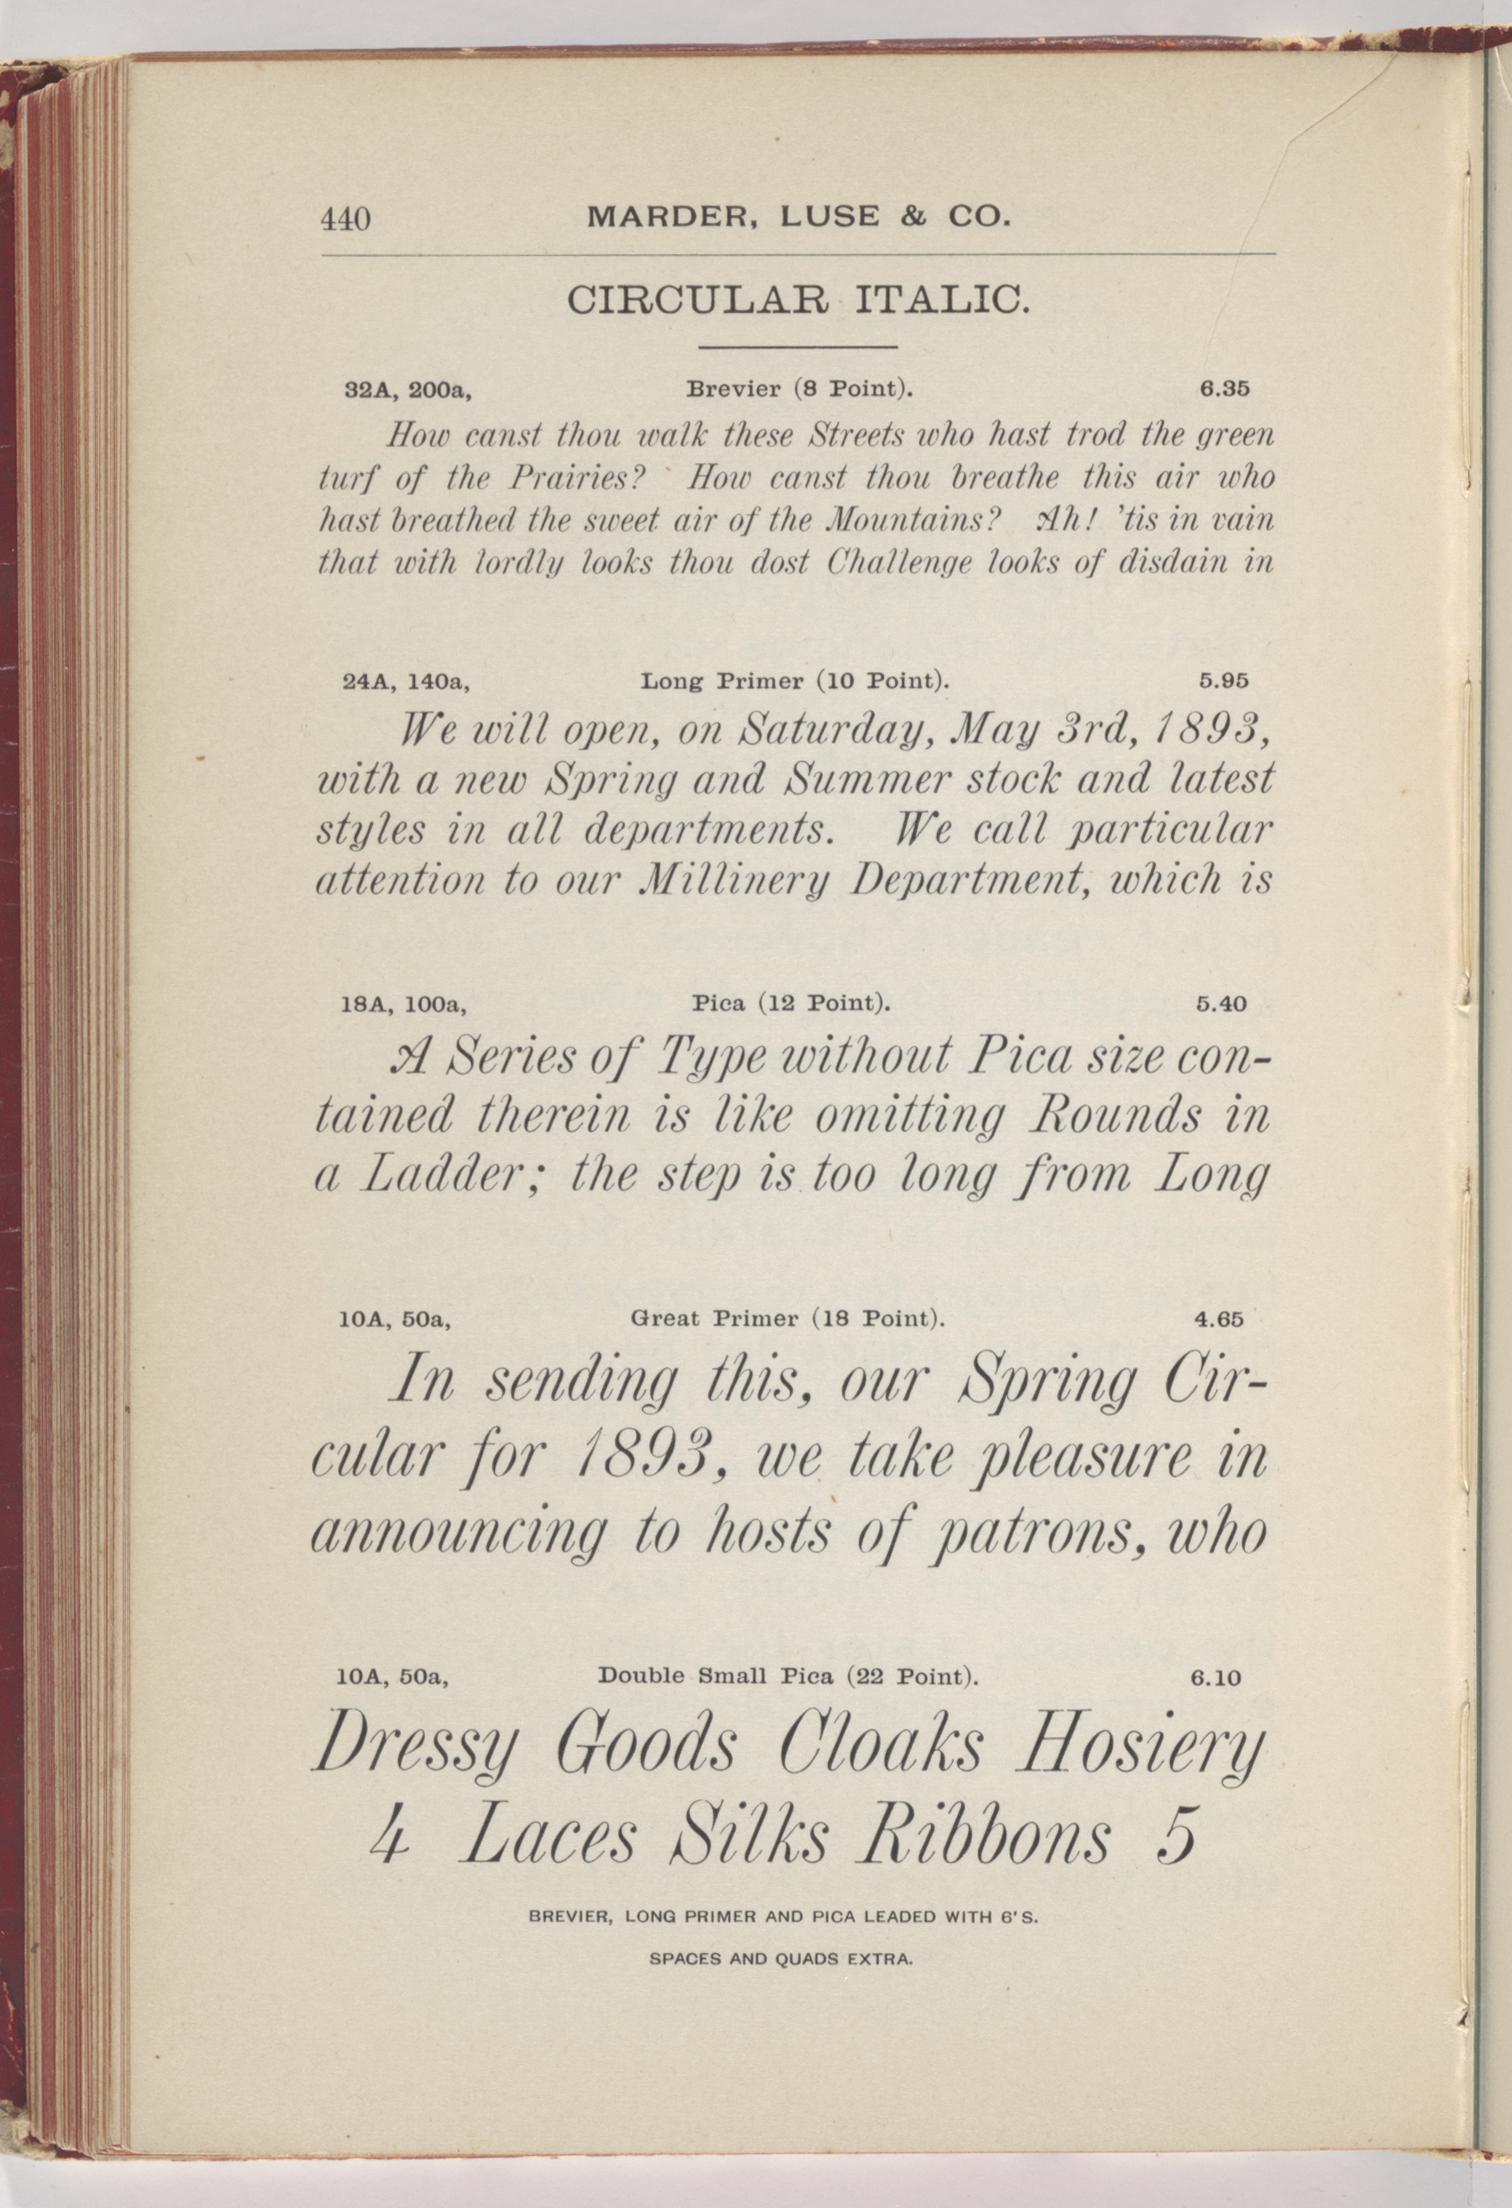 440 MARDER, LUSE & CO.
CIRCULAR ITALIC.
32A, 200a, Brevier (8 Point). 6.35
How canst thou walk these Streets who hast trod the green
turf of the Prairies? How canst thou breathe this air who
hast breathed the sweet air of the Mountains? Ah! 'tis in vain
that with lordly looks thou dost Challenge looks of disdain in
24A, 140a, Long Primer (10 Point). 5.95
We will open, on Saturday, May 3rd, 1893,
with a new Spring and Summer stock and latest
styles in all departments. We call particular
attention to our Millinery Department, which is
18A, 100a, Pica (12 Point). 5.40
A Series of Type without Pica size con-
tained therein is like omitting Rounds in
a Ladder; the step is too long from Long
10A, 50a, Great Primer (18 Point). 4.65
In sending this, our Spring Cir-
cular for 1893, we take pleasure in
announcing to hosts of patrons, who
10A, 50a, Double Small Pica (22 Point). 6.10
Dressy Goods Cloaks Hosiery
4 Laces Silks Ribbons 5
BREVIER, LONG PRIMER AND PICA LEADED WITH 6'S.
SPACES AND QUADS EXTRA.